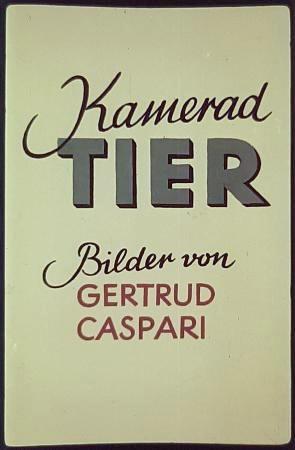 Kamerad
TIER
Bilder von
GERTRUD
CASPARI